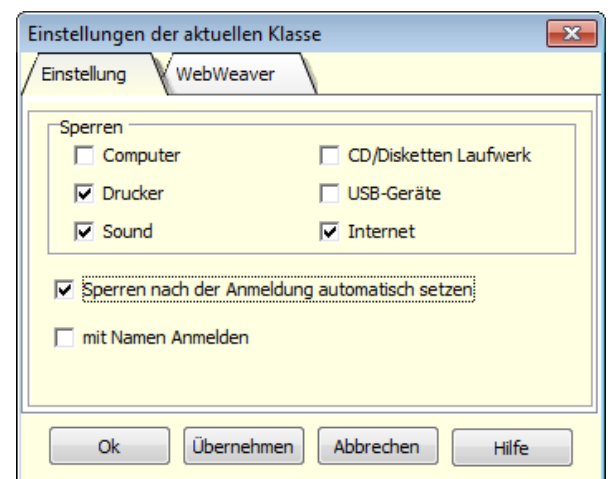 Einstellungen der aktuellen Klasse
Einstellung WebWeaver
Sperren
Computer CD/Disketten Laufwerk
Drucker USB-Geräte
Sound Internet
Sperren nach der Anmeldung automatisch setzen
mit Namen Anmelden
Ok Übernehmen Abbrechen Hilfe